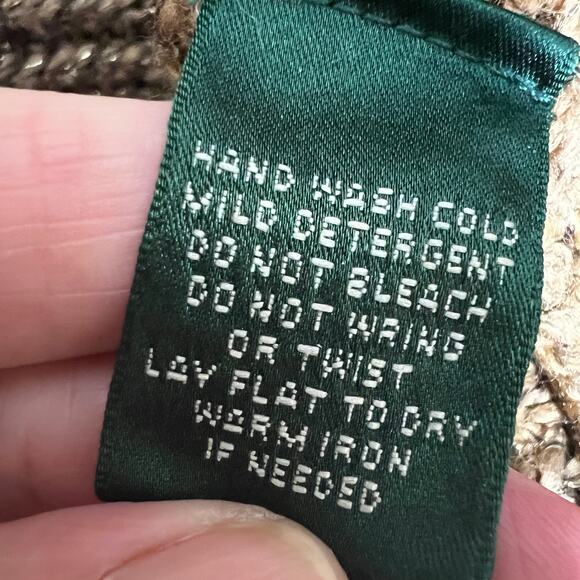 HAND WASH COLD
MILD DETERGENT
DO NOT BLEACH
DO NOT WRING
OR TWIST
LAY FLAT TO DRY
WARM IRON
IF NEEDED